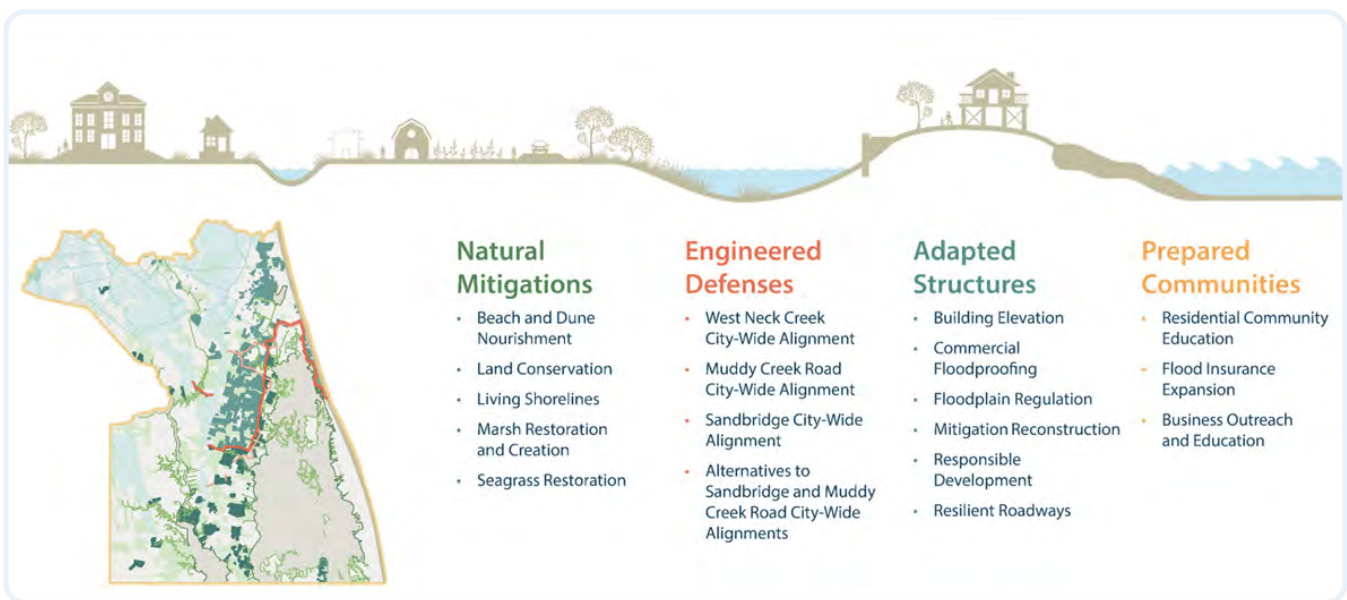 Natural
Mitigations
• Beach and Dune
Nourishment
• Land Conservation
• Living Shorelines
• Marsh Restoration
and Creation
• Seagrass Restoration
Engineered
Defenses
• West Neck Creek
City-Wide Alignment
• Muddy Creek Road
City-Wide Alignment
• Sandbridge City-Wide
Alignment
• Alternatives to
Sandbridge and Muddy
Creek Road City-Wide
Alignments
Adapted
Structures
• Building Elevation
• Commercial
Floodproofing
• Floodplain Regulation
• Mitigation Reconstruction
• Responsible
Development
• Resilient Roadways
Prepared
Communities
• Residential Community
Education
• Flood Insurance
Expansion
• Business Outreach
and Education